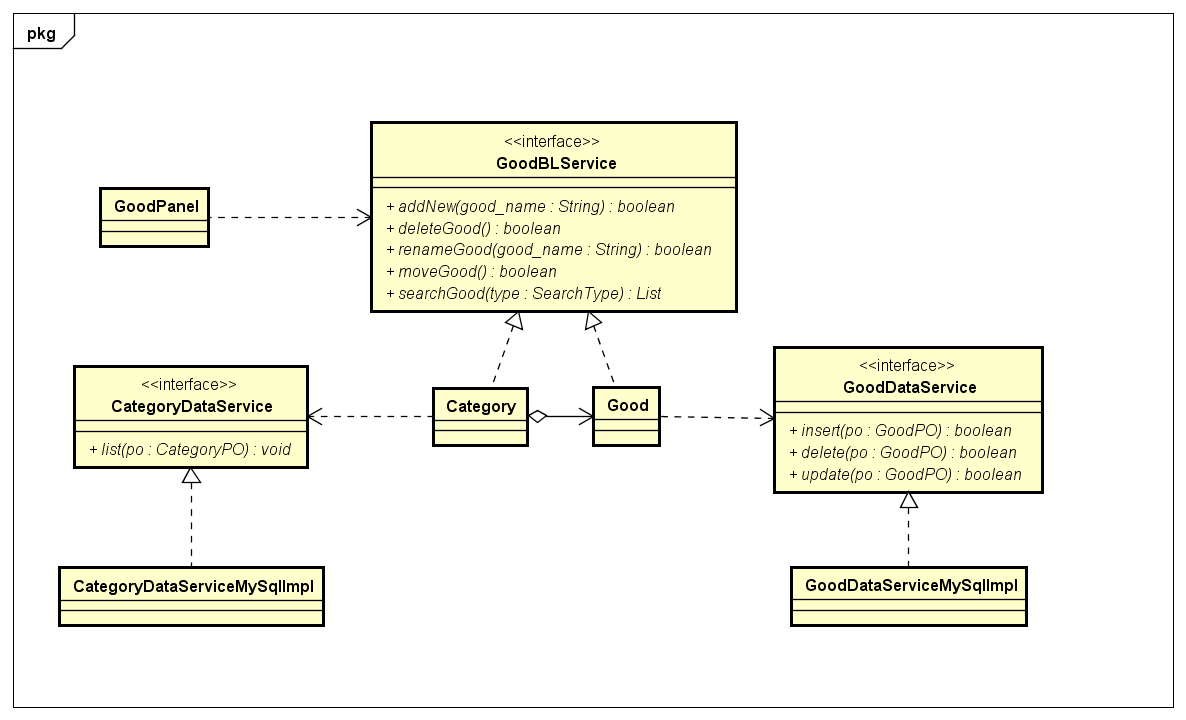 pkg
<<interface>>
GoodBLService
+ addNew(good_name : String) : boolean
+ deleteGood() : boolean
+ renameGood(good_name : String) : boolean
+ moveGood() : boolean
+ searchGood(type : SearchType) : List
GoodPanel
<<interface>>
CategoryDataService
+ list(po : CategoryPO) : void
Category
Good
<<interface>>
GoodDataService
+ insert(po : GoodPO) : boolean
+ delete(po : GoodPO) : boolean
+ update(po : GoodPO) : boolean
CategoryDataServiceMySqlImpl
GoodDataServiceMySqlImpl